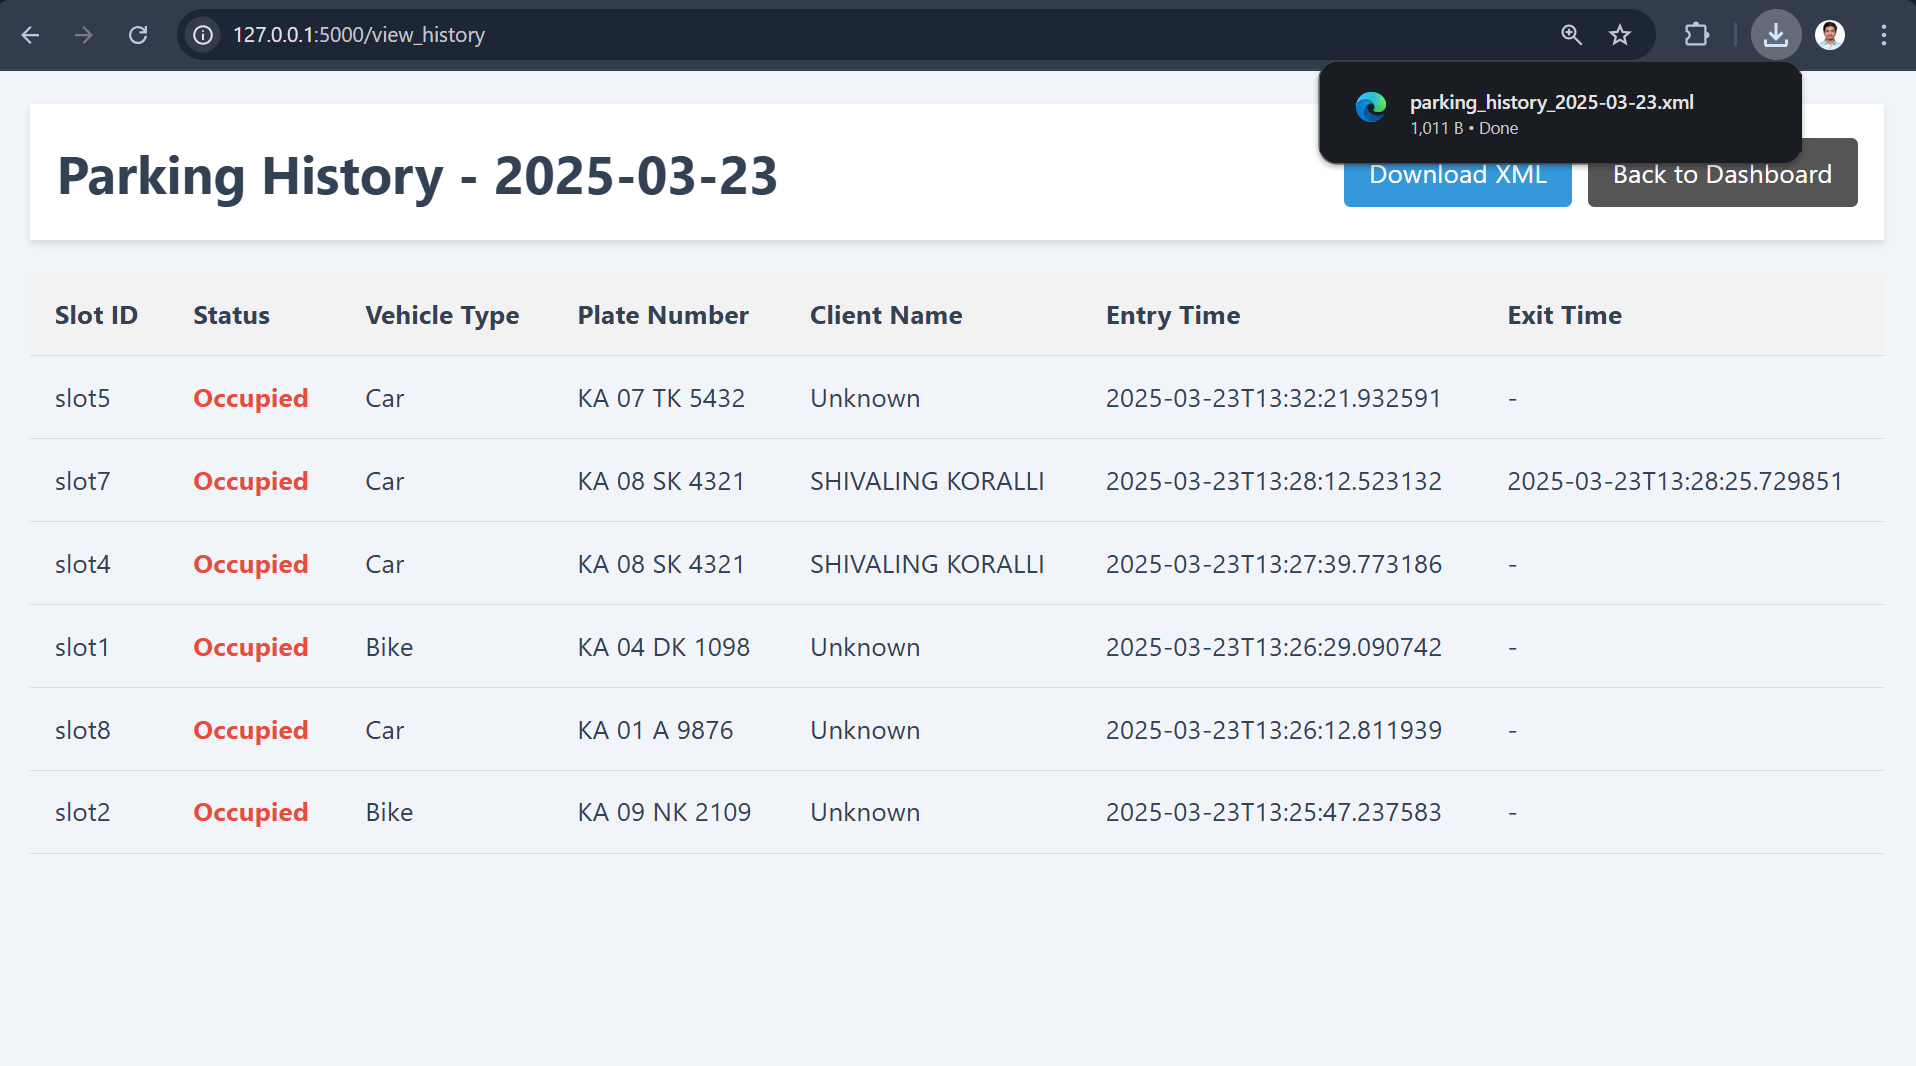 127.0.0.1:5000/view_history
parking_history_2025-03-23.xml
1,011 B • Done
Parking History - 2025-03-23
Download XML
Back to Dashboard
Slot ID Status Vehicle Type Plate Number Client Name Entry Time Exit Time
slot5 Occupied Car KA 07 TK 5432 Unknown 2025-03-23T13:32:21.932591 -
slot7 Occupied Car KA 08 SK 4321 SHIVALING KORALLI 2025-03-23T13:28:12.523132 2025-03-23T13:28:25.729851
slot4 Occupied Car KA 08 SK 4321 SHIVALING KORALLI 2025-03-23T13:27:39.773186 -
slot1 Occupied Bike KA 04 DK 1098 Unknown 2025-03-23T13:26:29.090742 -
slot8 Occupied Car KA 01 A 9876 Unknown 2025-03-23T13:26:12.811939 -
slot2 Occupied Bike KA 09 NK 2109 Unknown 2025-03-23T13:25:47.237583 -